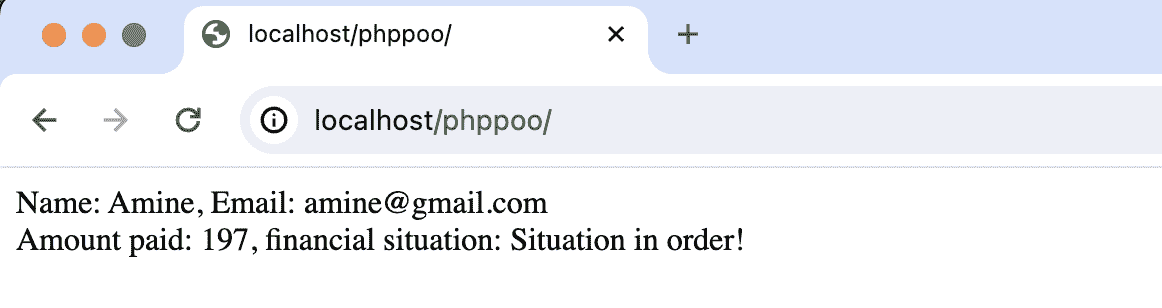 localhost/phppoo/
localhost/phppoo/
Name: Amine, Email: amine@gmail.com
Amount paid: 197, financial situation: Situation in order!